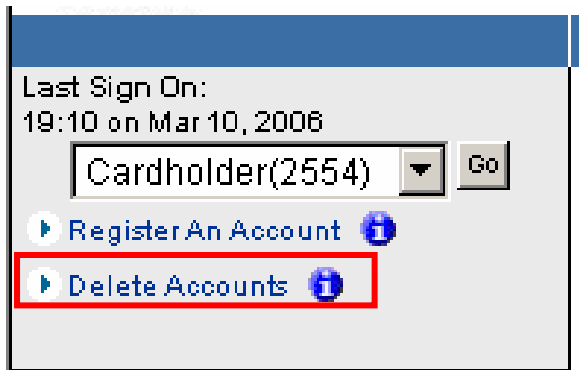 Last Sign On:
19:10 on Mar 10, 2006
Cardholder(2554) Go
Register An Account
Delete Accounts